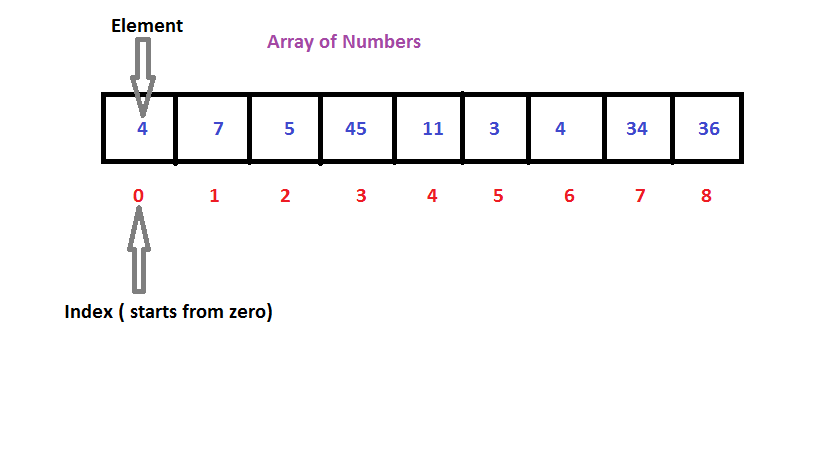 Element
Array of Numbers
4 7 5 45 11 3 4 34 36
0 1 2 3 4 5 6 7 8
Index ( starts from zero)